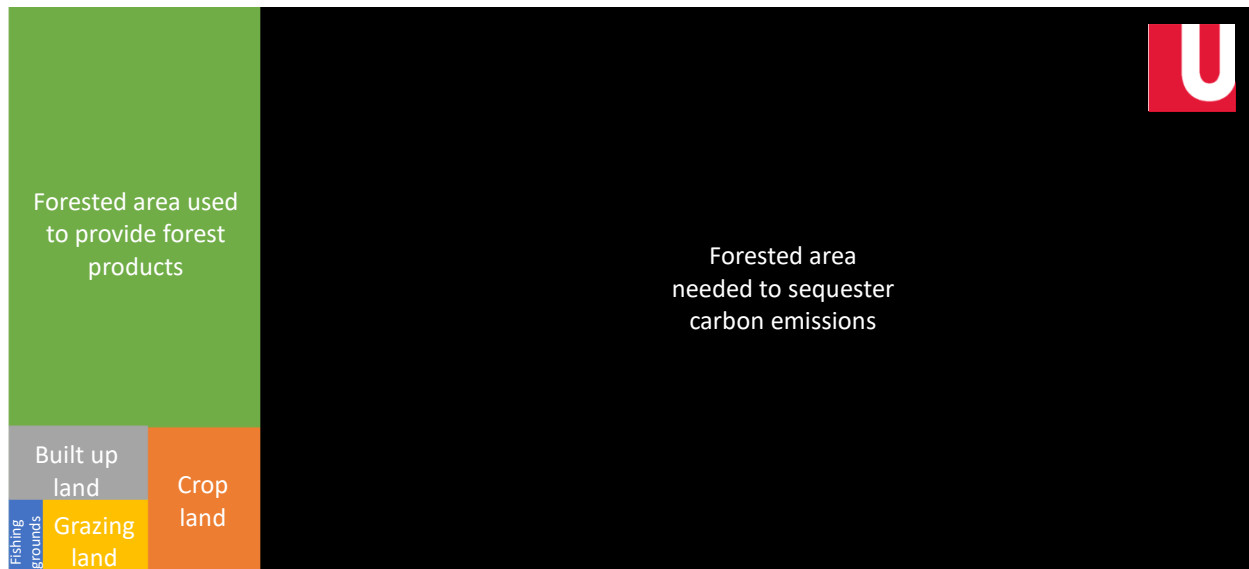 Forested area used
to provide forest
products
Forested area
needed to sequester
carbon emissions
U
Built up
land
Crop
land
Fishing
grounds
Grazing
land